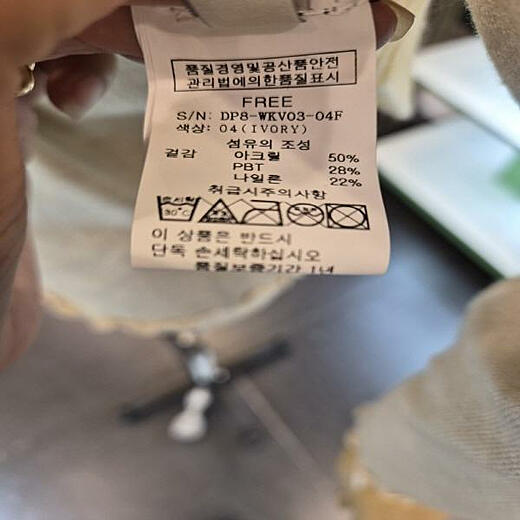 품질경영및공산품안전
관리법에의한품질표시
FREE
S/N: DP8-WKV03-04F
색상: 04(IVORY)
섬유의 조성
겉감 아크릴 50%
PBT 28%
나일론 22%
취급시주의사항
30°C
이 상품은 반드시
단독 손세탁하십시오
품질보증기간 1년